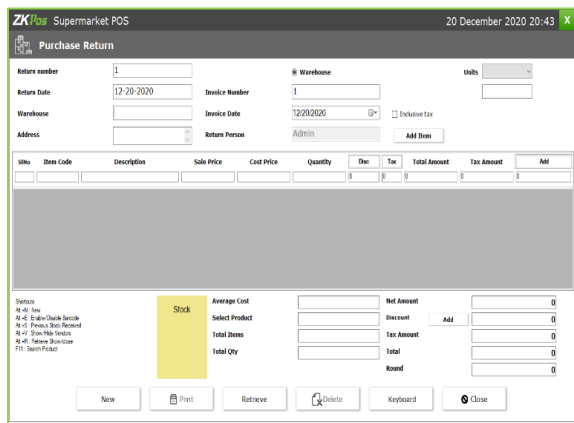 ZKPos Supermarket POS 20 December 2020 20:43 X
Purchase Return
Return number 1 Warehouse Units
Return Date 12-20-2020 Invoice Number 1
Warehouse Invoice Date 12/20/2020 Inclusive tax
Address Return Person Admin Add Item
SlNo Item Code Description Sale Price Cost Price Quantity Disc Tax Total Amount Tax Amount Add
0 0 0 0 0
Shortcuts
Alt +N : New
Alt +E : Enable/Disable Barcode
Alt +S : Previous Stock Received
Alt +V : Show/Hide Vendors
Alt +R : Retrieve Show/close
F11 : Search Product
Stock
Average Cost
Select Product
Total Items
Total Qty
Net Amount 0
Discount Add 0
Tax Amount 0
Total 0
Round 0
New Print Retrieve Delete Keyboard Close